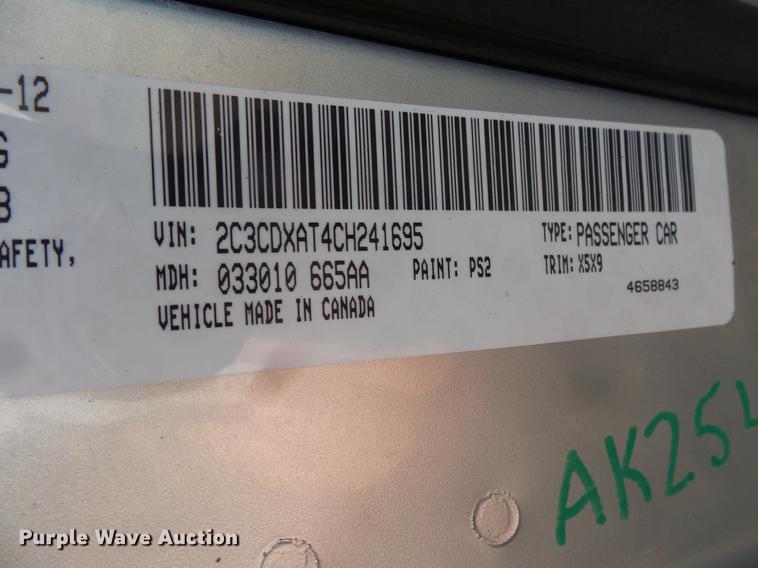 -12
G
B
AFETY,
VIN: 2C3CDXAT4CH241695 TYPE: PASSENGER CAR
MDH: 033010 665AA PAINT: PS2 TRIM: X5X9
VEHICLE MADE IN CANADA 4658843
AK25
Purple Wave Auction